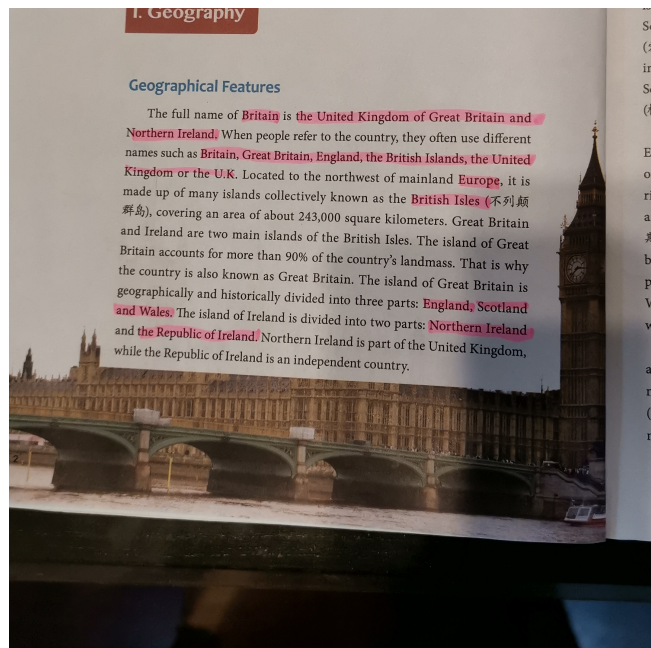 I. Geography
Geographical Features
The full name of Britain is the United Kingdom of Great Britain and
Northern Ireland. When people refer to the country, they often use different
names such as Britain, Great Britain, England, the British Islands, the United
Kingdom or the U.K. Located to the northwest of mainland Europe, it is
made up of many islands collectively known as the British Isles (不列颠
群岛), covering an area of about 243,000 square kilometers. Great Britain
and Ireland are two main islands of the British Isles. The island of Great
Britain accounts for more than 90% of the country's landmass. That is why
the country is also known as Great Britain. The island of Great Britain is
geographically and historically divided into three parts: England, Scotland
and Wales. The island of Ireland is divided into two parts: Northern Ireland
and the Republic of Ireland. Northern Ireland is part of the United Kingdom,
while the Republic of Ireland is an independent country.